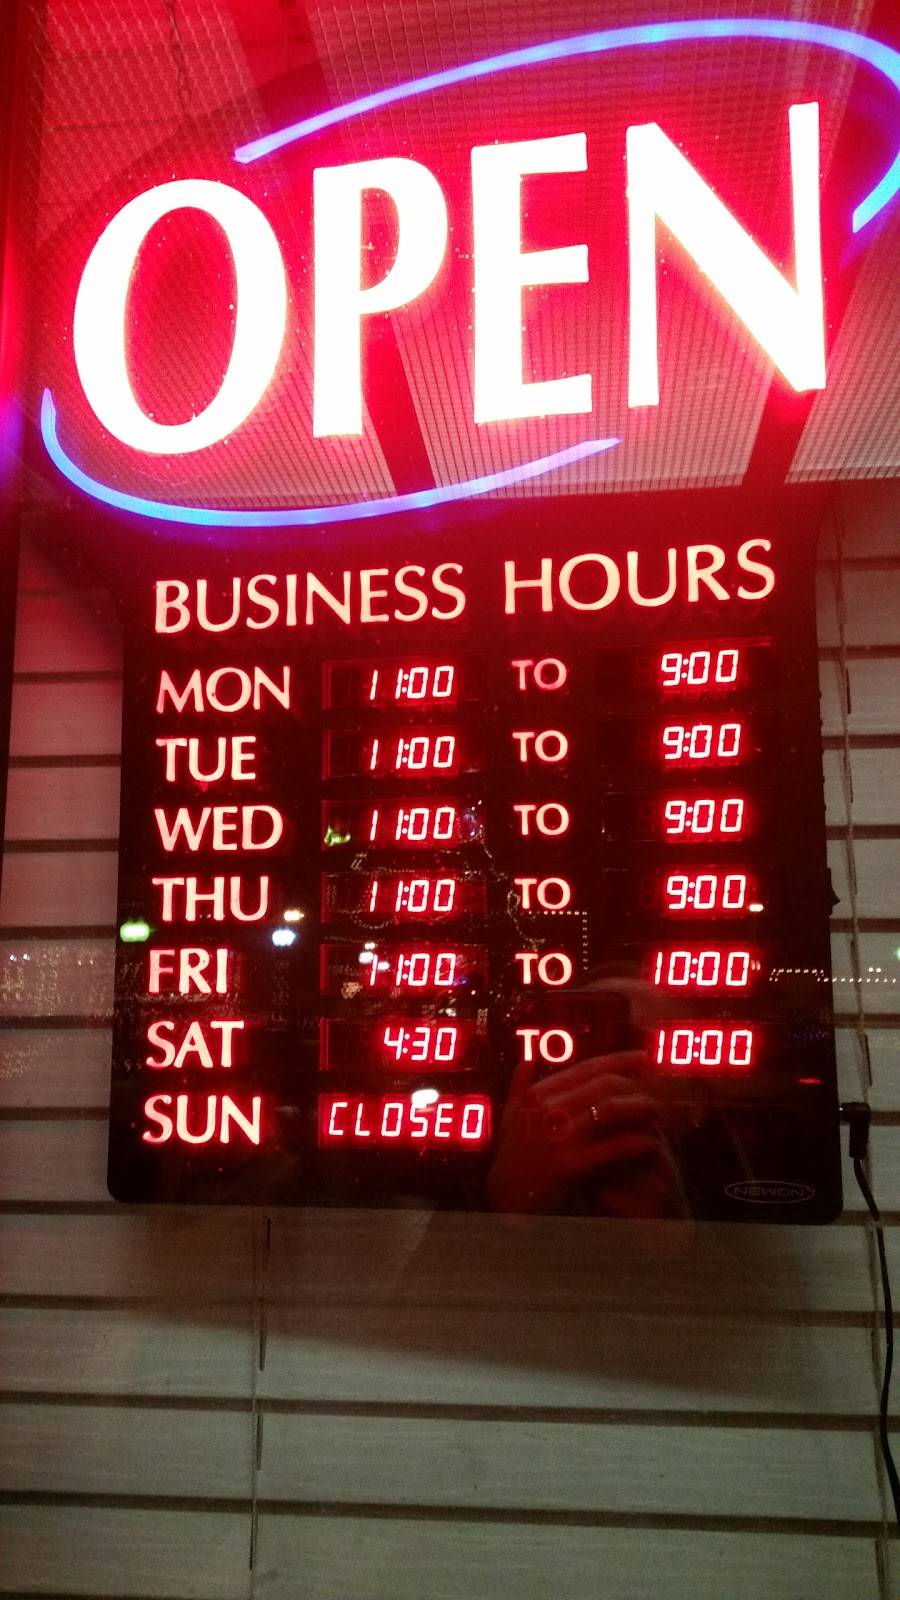 OPEN
BUSINESS HOURS
MON 11:00 TO 9:00
TUE 11:00 TO 9:00
WED 11:00 TO 9:00
THU 11:00 TO 9:00
FRI 11:00 TO 10:00
SAT 4:30 TO 10:00
SUN CLOSED TO
NEWON